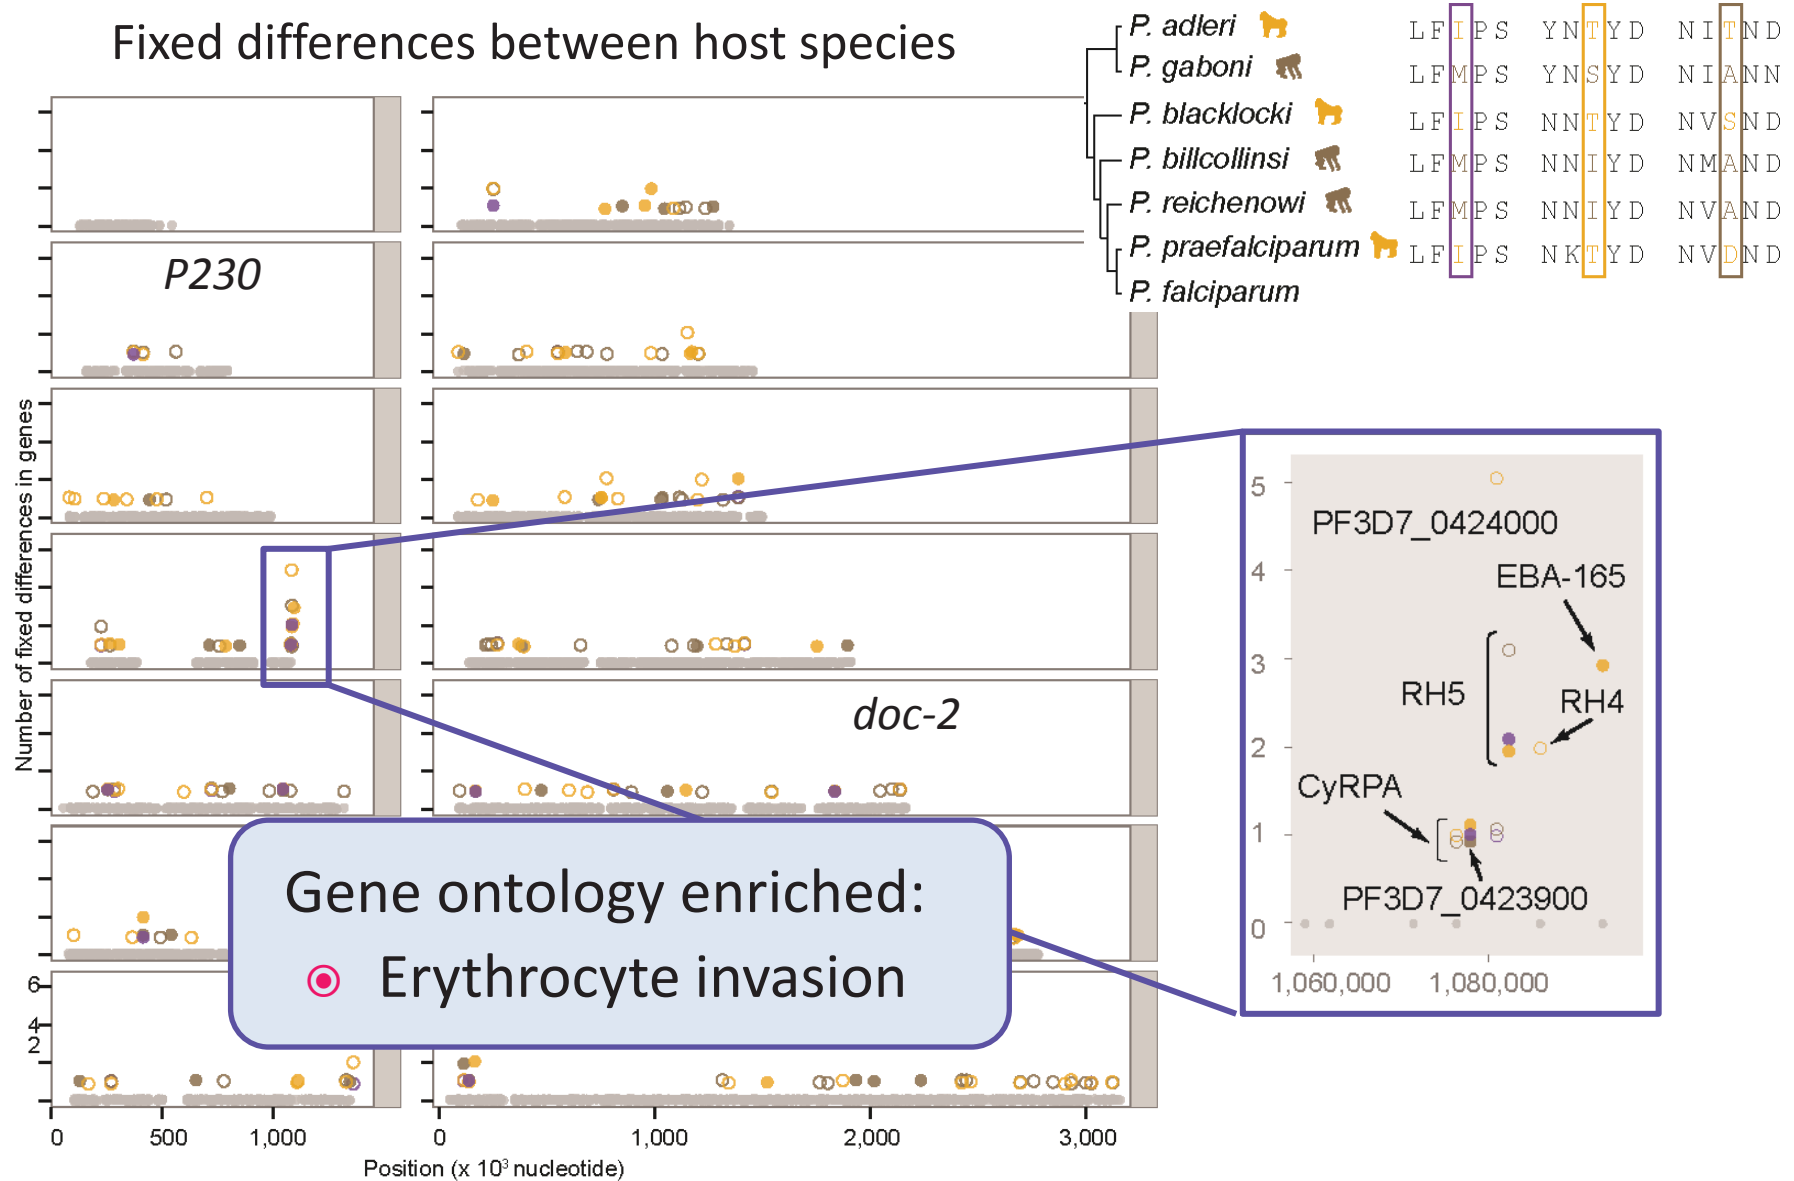 Fixed differences between host species
P. adleri
P. gaboni
P. blacklocki
P. billcollinsi
P. reichenowi
P. praefalciparum
P. falciparum
LFIPS YNTYD NITND
LFMPS YNSYD NIANN
LFIPS NNTYD NVSND
LFMPS NNIYD NMAND
LFMPS NNIYD NVAND
LFIPS NKTYD NVDND
P230
doc-2
Number of fixed differences in genes
6
4
2
0 500 1,000
0 1,000 2,000 3,000
Position (x 10³ nucleotide)
Gene ontology enriched:
Erythrocyte invasion
5
4
3
2
1
0
PF3D7_0424000
EBA-165
RH5
RH4
CyRPA
PF3D7_0423900
1,060,000 1,080,000